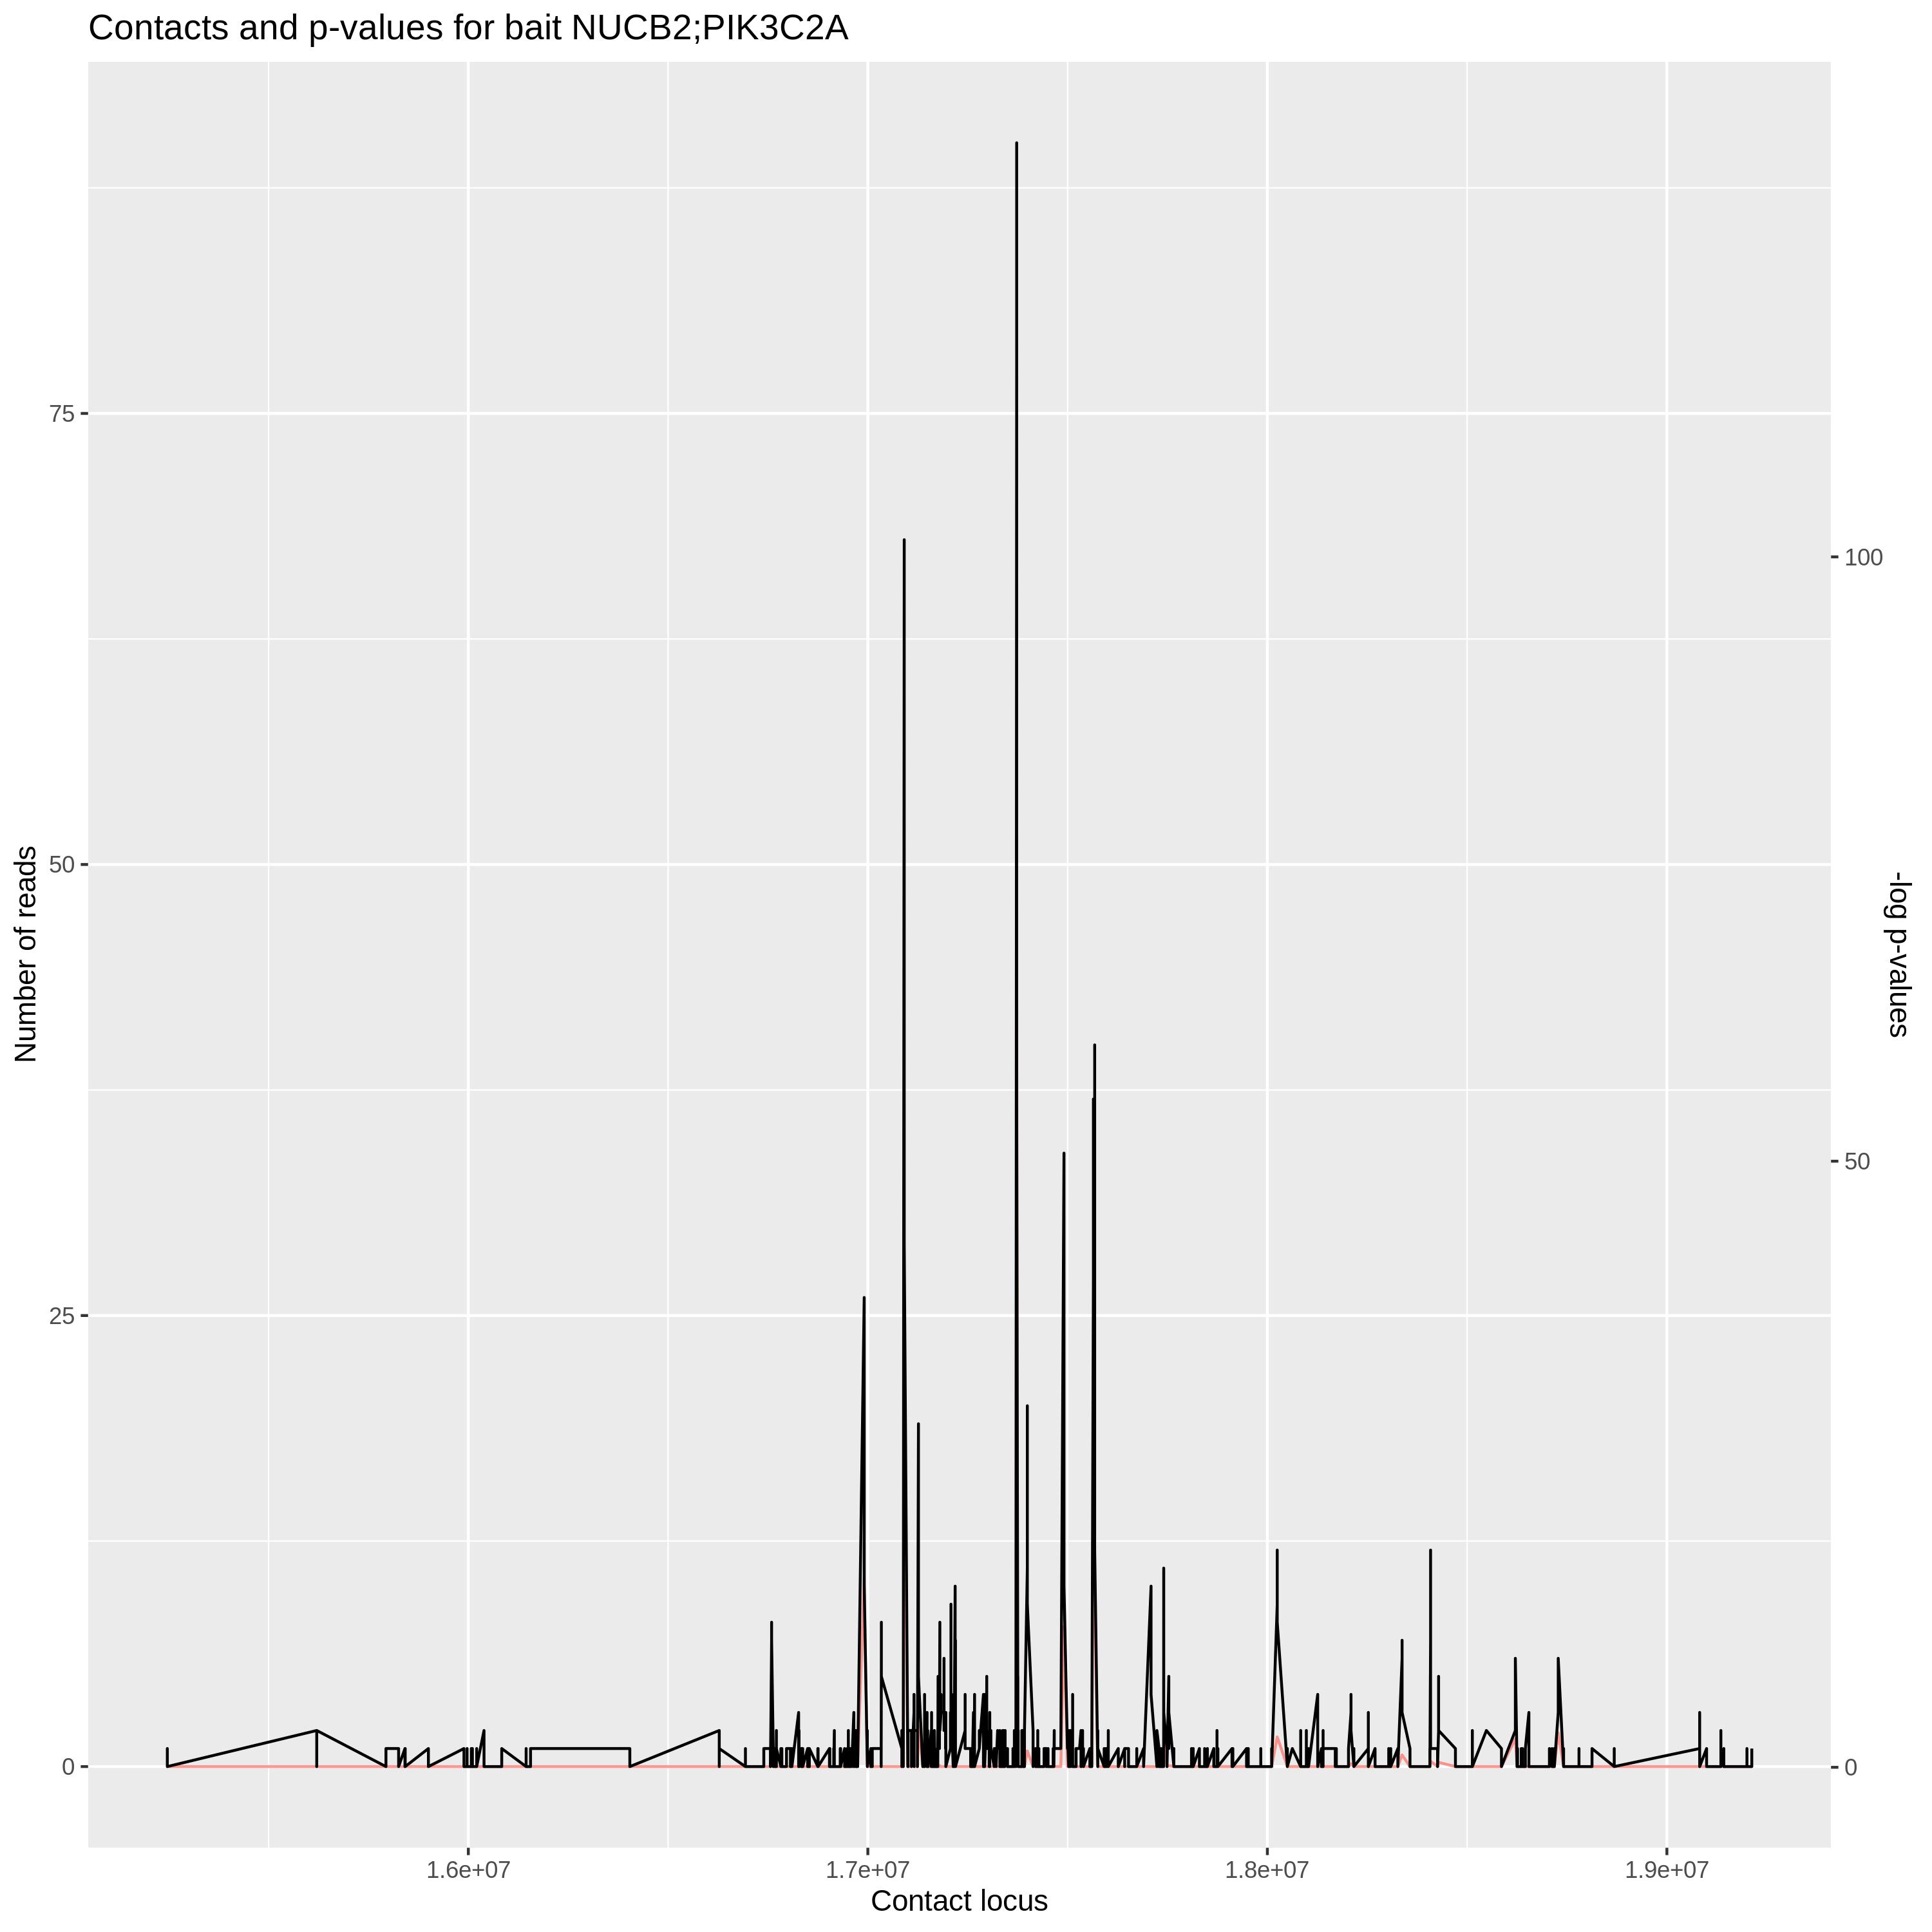 Contacts and p-values for bait NUCB2;PIK3C2A
Number of reads
75
50
25
0
100
50
0
-log p-values
1.6e+07
1.7e+07
1.8e+07
1.9e+07
Contact locus